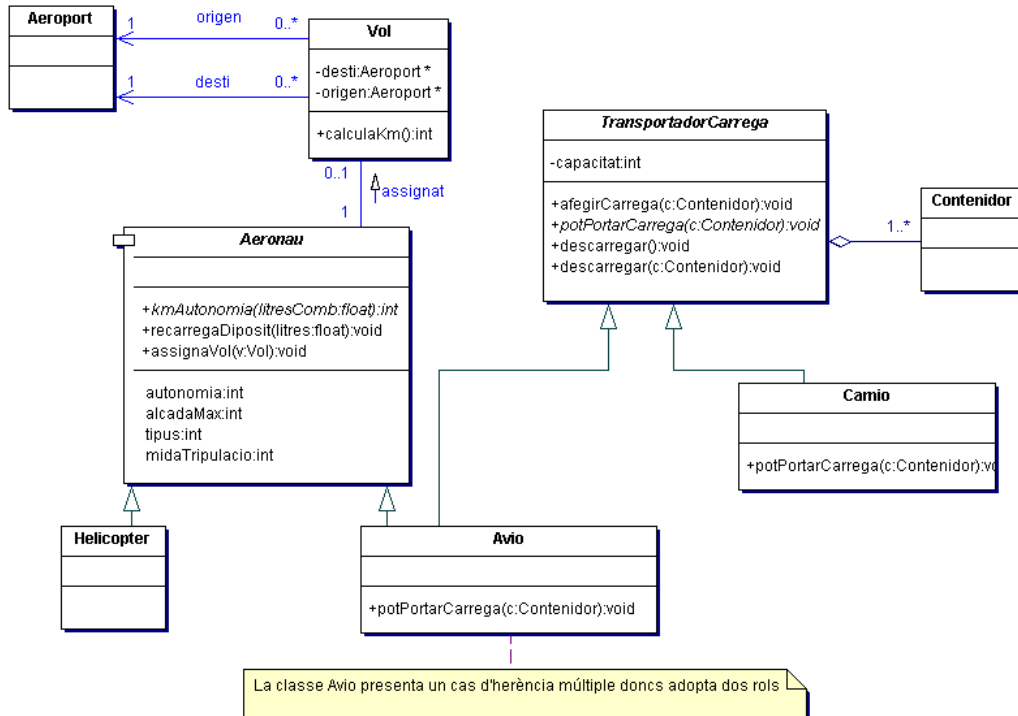 Aeroport
1
origen
0..*
1
desti
0..*
Vol
-desti:Aeroport *
-origen:Aeroport *
+calculaKm():int
0..1
assignat
1
TransportadorCarrega
-capacitat:int
+afegirCarrega(c:Contenidor):void
+potPortarCarrega(c:Contenidor):void
+descarregar():void
+descarregar(c:Contenidor):void
1..*
Contenidor
Aeronau
+kmAutonomia(litresComb:float):int
+recarregaDiposit(litres:float):void
+assignaVol(v:Vol):void
autonomia:int
alcadaMax:int
tipus:int
midaTripulacio:int
Camio
+potPortarCarrega(c:Contenidor):vo
Helicopter
Avio
+potPortarCarrega(c:Contenidor):void
La classe Avio presenta un cas d'herència múltiple doncs adopta dos rols